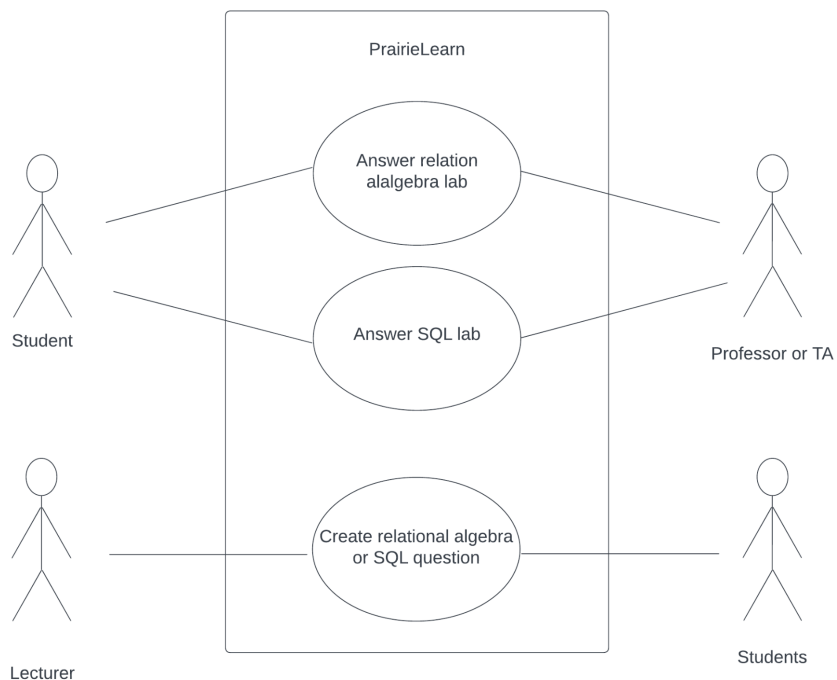 PrairieLearn
Answer relation
alalgebra lab
Answer SQL lab
Student
Professor or TA
Create relational algebra
or SQL question
Lecturer
Students